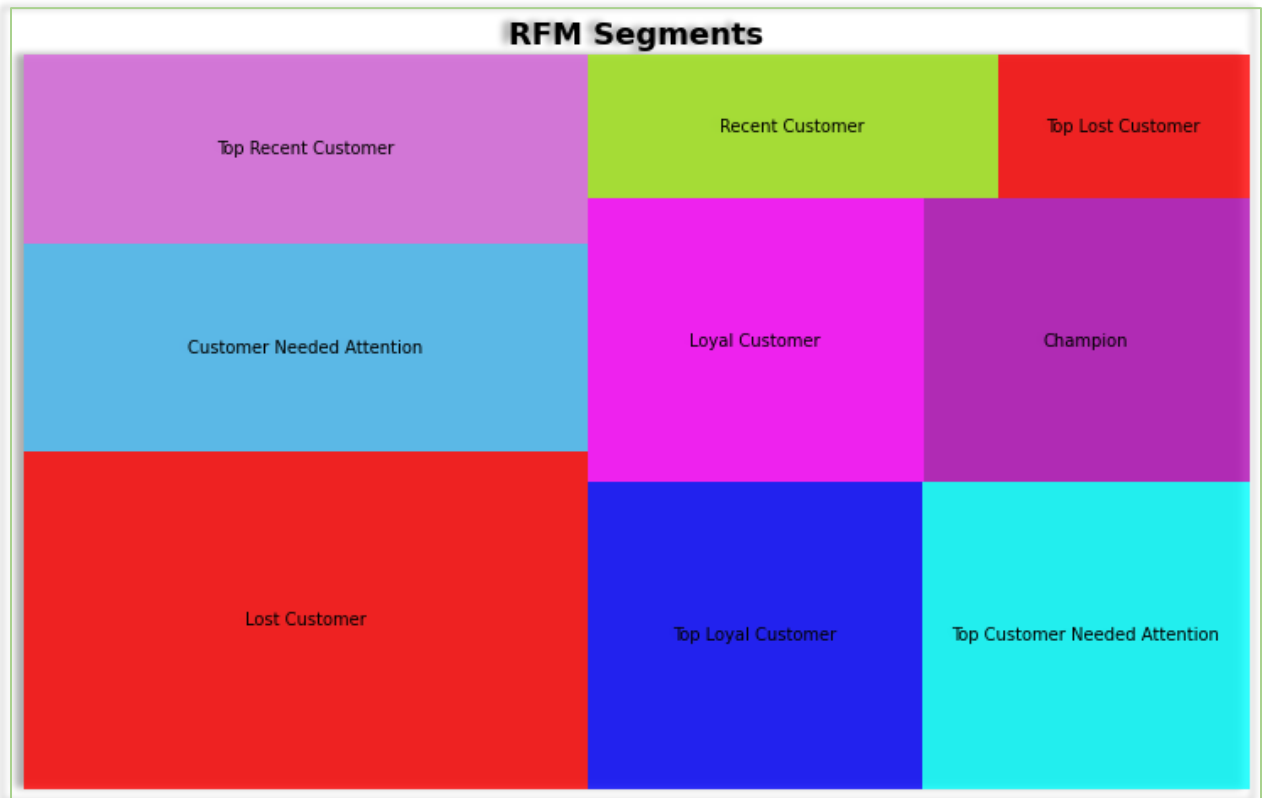 RFM Segments
Top Recent Customer
Recent Customer
Top Lost Customer
Customer Needed Attention
Loyal Customer
Champion
Lost Customer
Top Loyal Customer
Top Customer Needed Attention